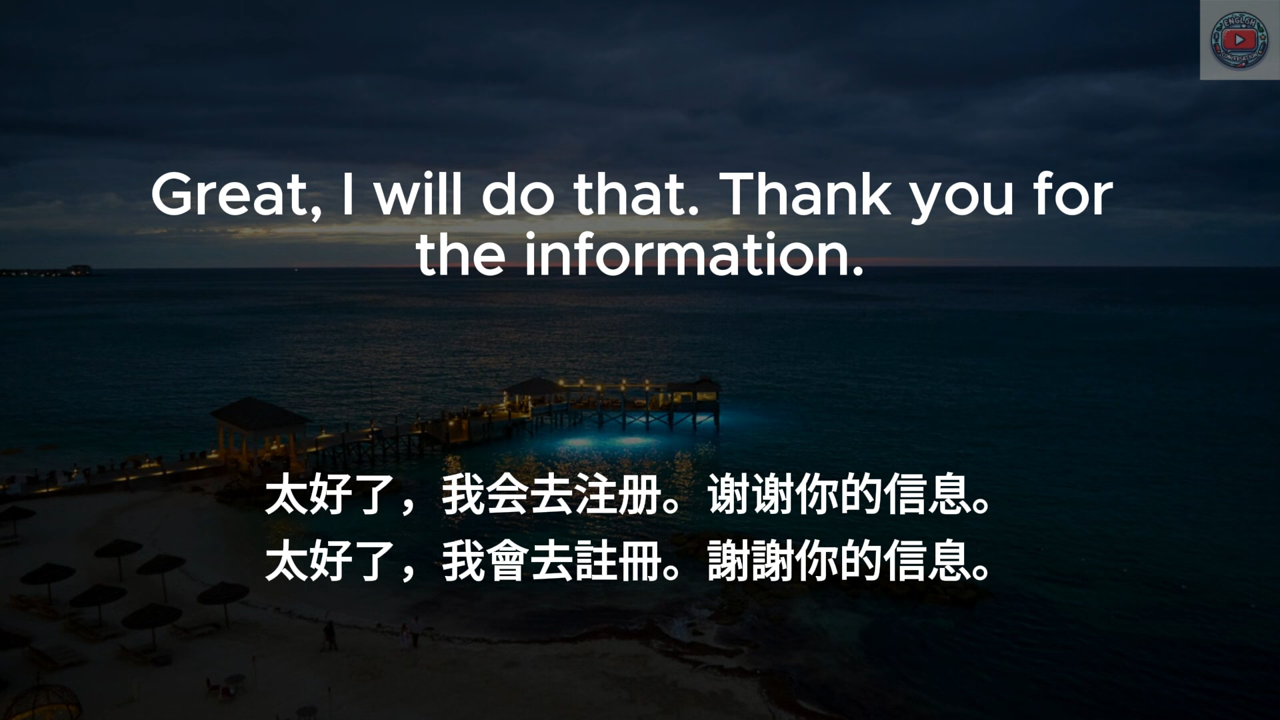 Great, I will do that. Thank you for
the information.
太好了，我会去注册。谢谢你的信息。
太好了，我會去註冊。謝謝你的信息。